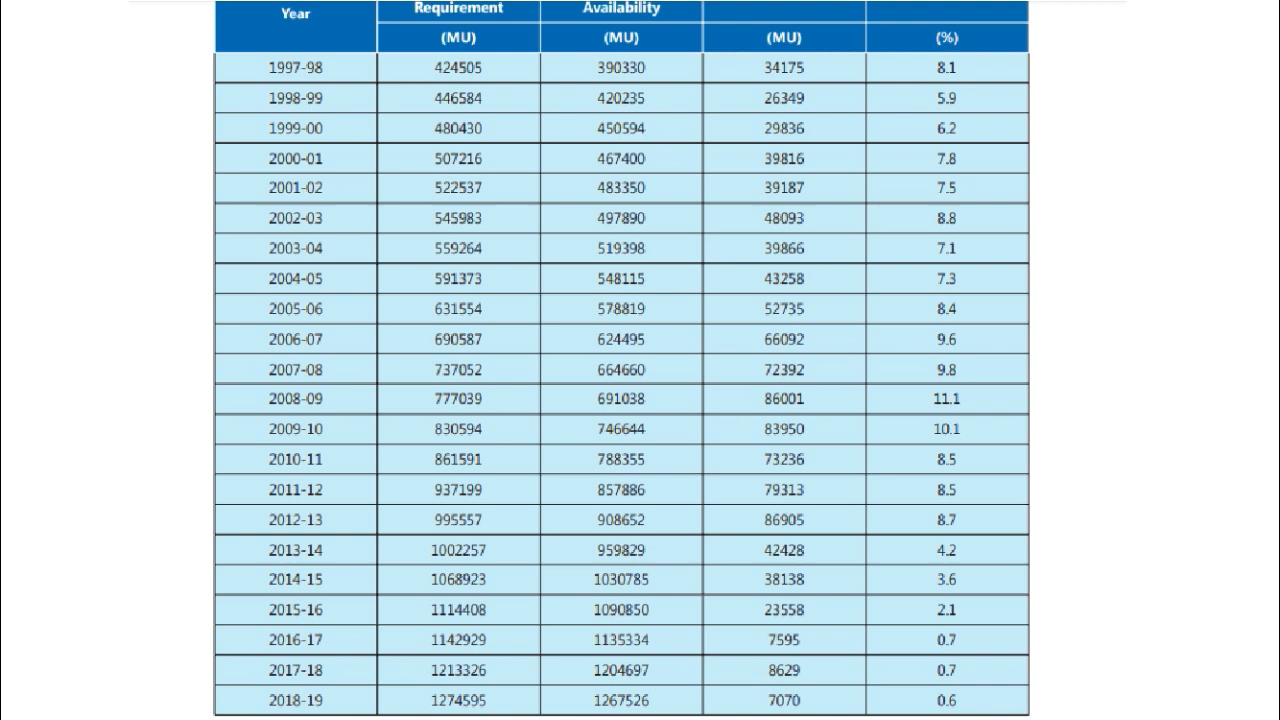 Year Requirement Availability
(MU) (MU) (MU) (%)
1997-98 424505 390330 34175 8.1
1998-99 446584 420235 26349 5.9
1999-00 480430 450594 29836 6.2
2000-01 507216 467400 39816 7.8
2001-02 522537 483350 39187 7.5
2002-03 545983 497890 48093 8.8
2003-04 559264 519398 39866 7.1
2004-05 591373 548115 43258 7.3
2005-06 631554 578819 52735 8.4
2006-07 690587 624495 66092 9.6
2007-08 737052 664660 72392 9.8
2008-09 777039 691038 86001 11.1
2009-10 830594 746644 83950 10.1
2010-11 861591 788355 73236 8.5
2011-12 937199 857886 79313 8.5
2012-13 995557 908652 86905 8.7
2013-14 1002257 959829 42428 4.2
2014-15 1068923 1030785 38138 3.6
2015-16 1114408 1090850 23558 2.1
2016-17 1142929 1135334 7595 0.7
2017-18 1213326 1204697 8629 0.7
2018-19 1274595 1267526 7070 0.6